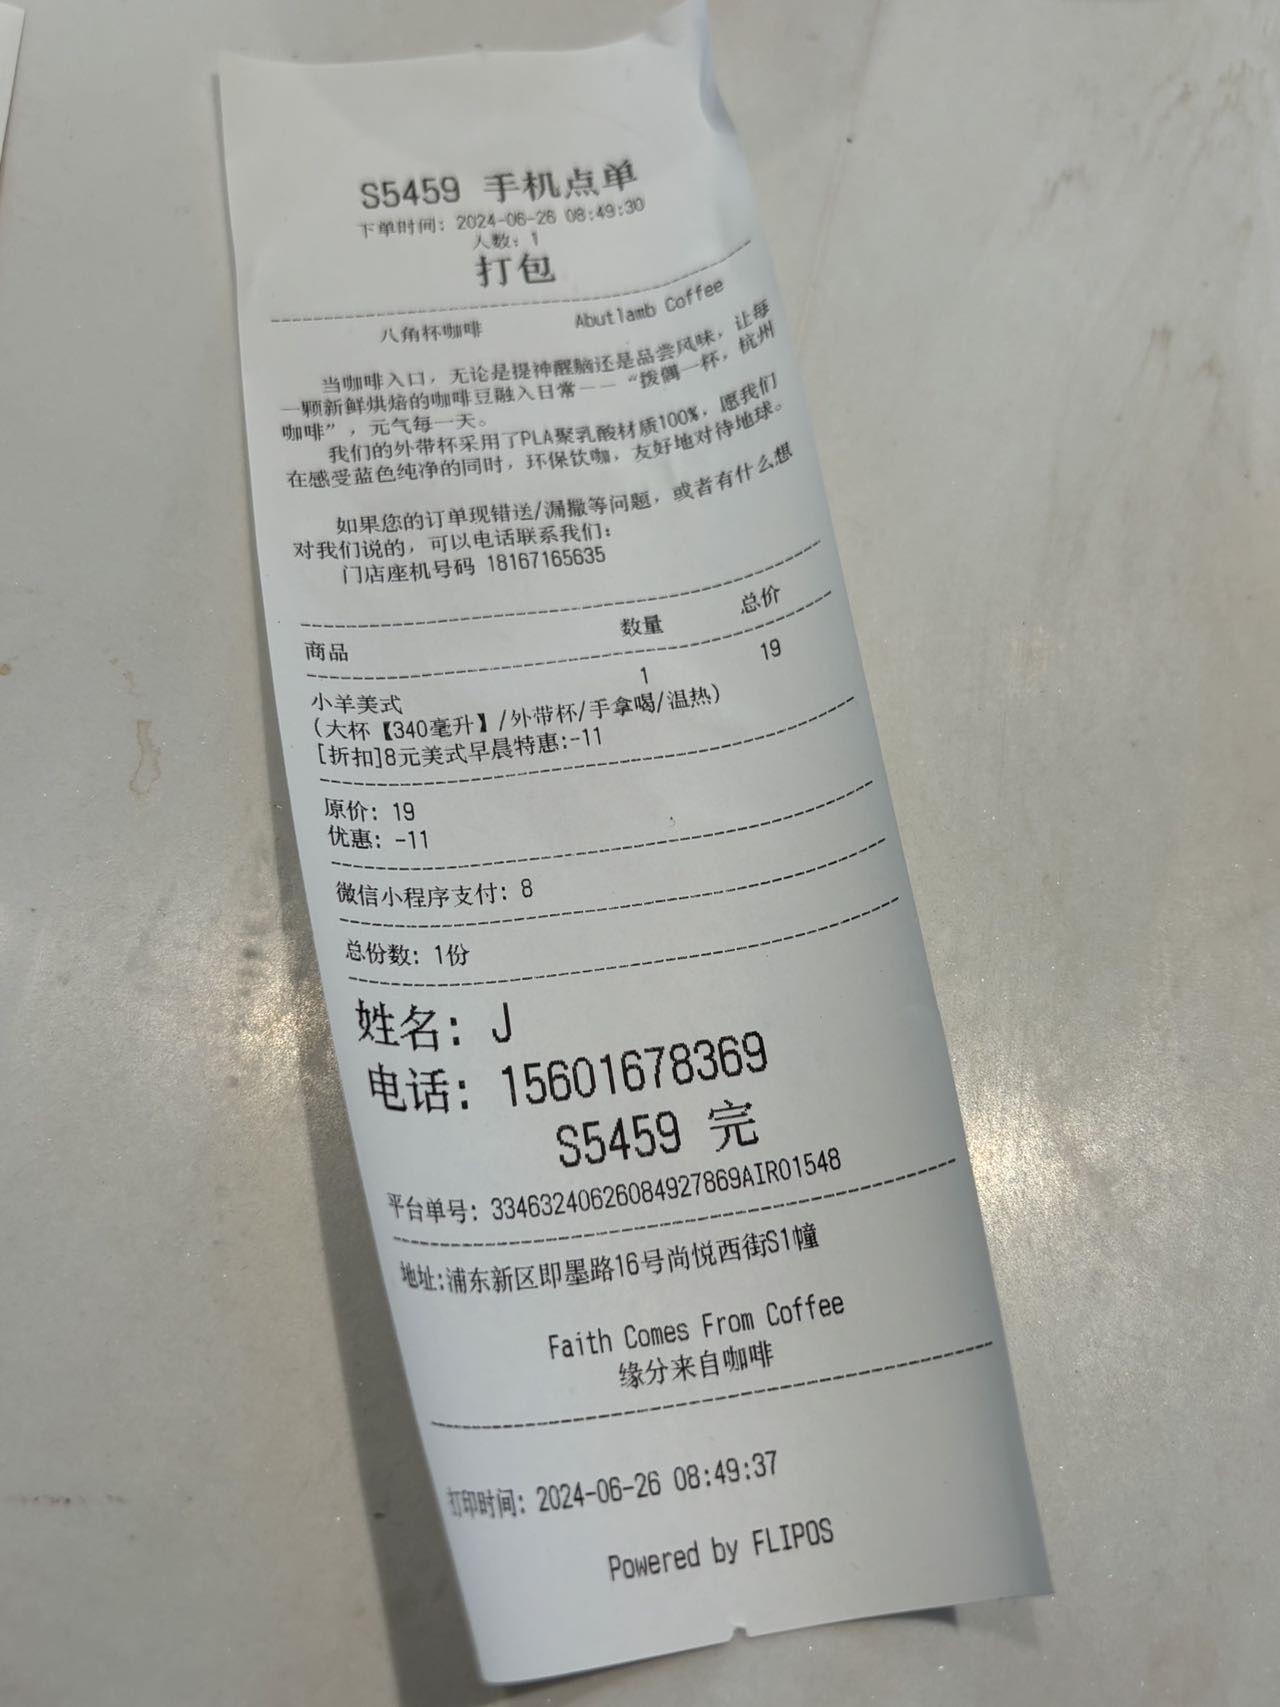 S5459 手机点单
下单时间: 2024-06-26 08:49:30
人数: 1
打包
八角杯咖啡 Abutlamb Coffee
当咖啡入口，无论是提神醒脑还是品尝风味，让每
一颗新鲜烘焙的咖啡豆融入日常——“拨偶一杯，杭州
咖啡”，元气每一天。
我们的外带杯采用了PLA聚乳酸材质100%，愿我们
在感受蓝色纯净的同时，环保饮咖，友好地对待地球。
如果您的订单现错送/漏撒等问题，或者有什么想
对我们说的，可以电话联系我们:
门店座机号码 18167165635
商品 数量 总价
小羊美式 1 19
(大杯【340毫升】/外带杯/手拿喝/温热)
[折扣]8元美式早晨特惠:-11
原价: 19
优惠: -11
微信小程序支付: 8
总份数: 1份
姓名: J
电话: 15601678369
S5459 完
平台单号: 33463240626084927869AIR01548
地址:浦东新区即墨路16号尚悦西街S1幢
Faith Comes From Coffee
缘分来自咖啡
打印时间: 2024-06-26 08:49:37
Powered by FLIPOS